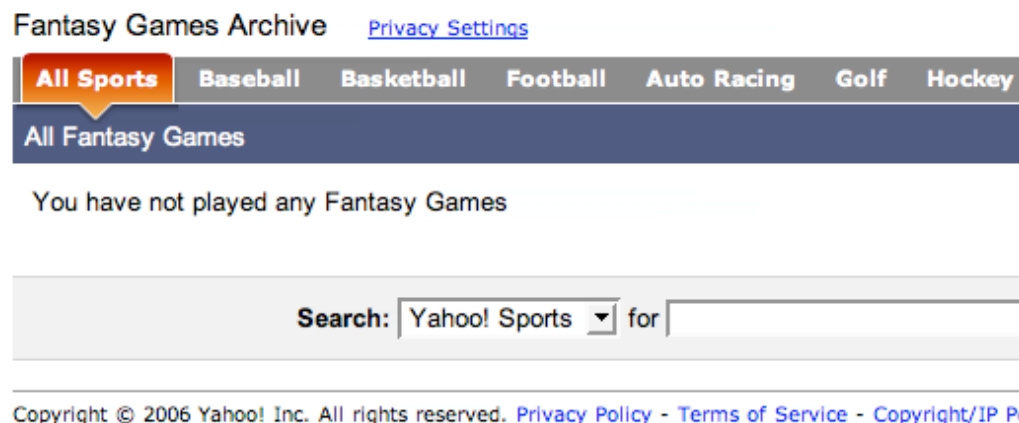 Fantasy Games Archive Privacy Settings
All Sports Baseball Basketball Football Auto Racing Golf Hockey
All Fantasy Games
You have not played any Fantasy Games
Search: Yahoo! Sports for
Copyright © 2006 Yahoo! Inc. All rights reserved. Privacy Policy - Terms of Service - Copyright/IP